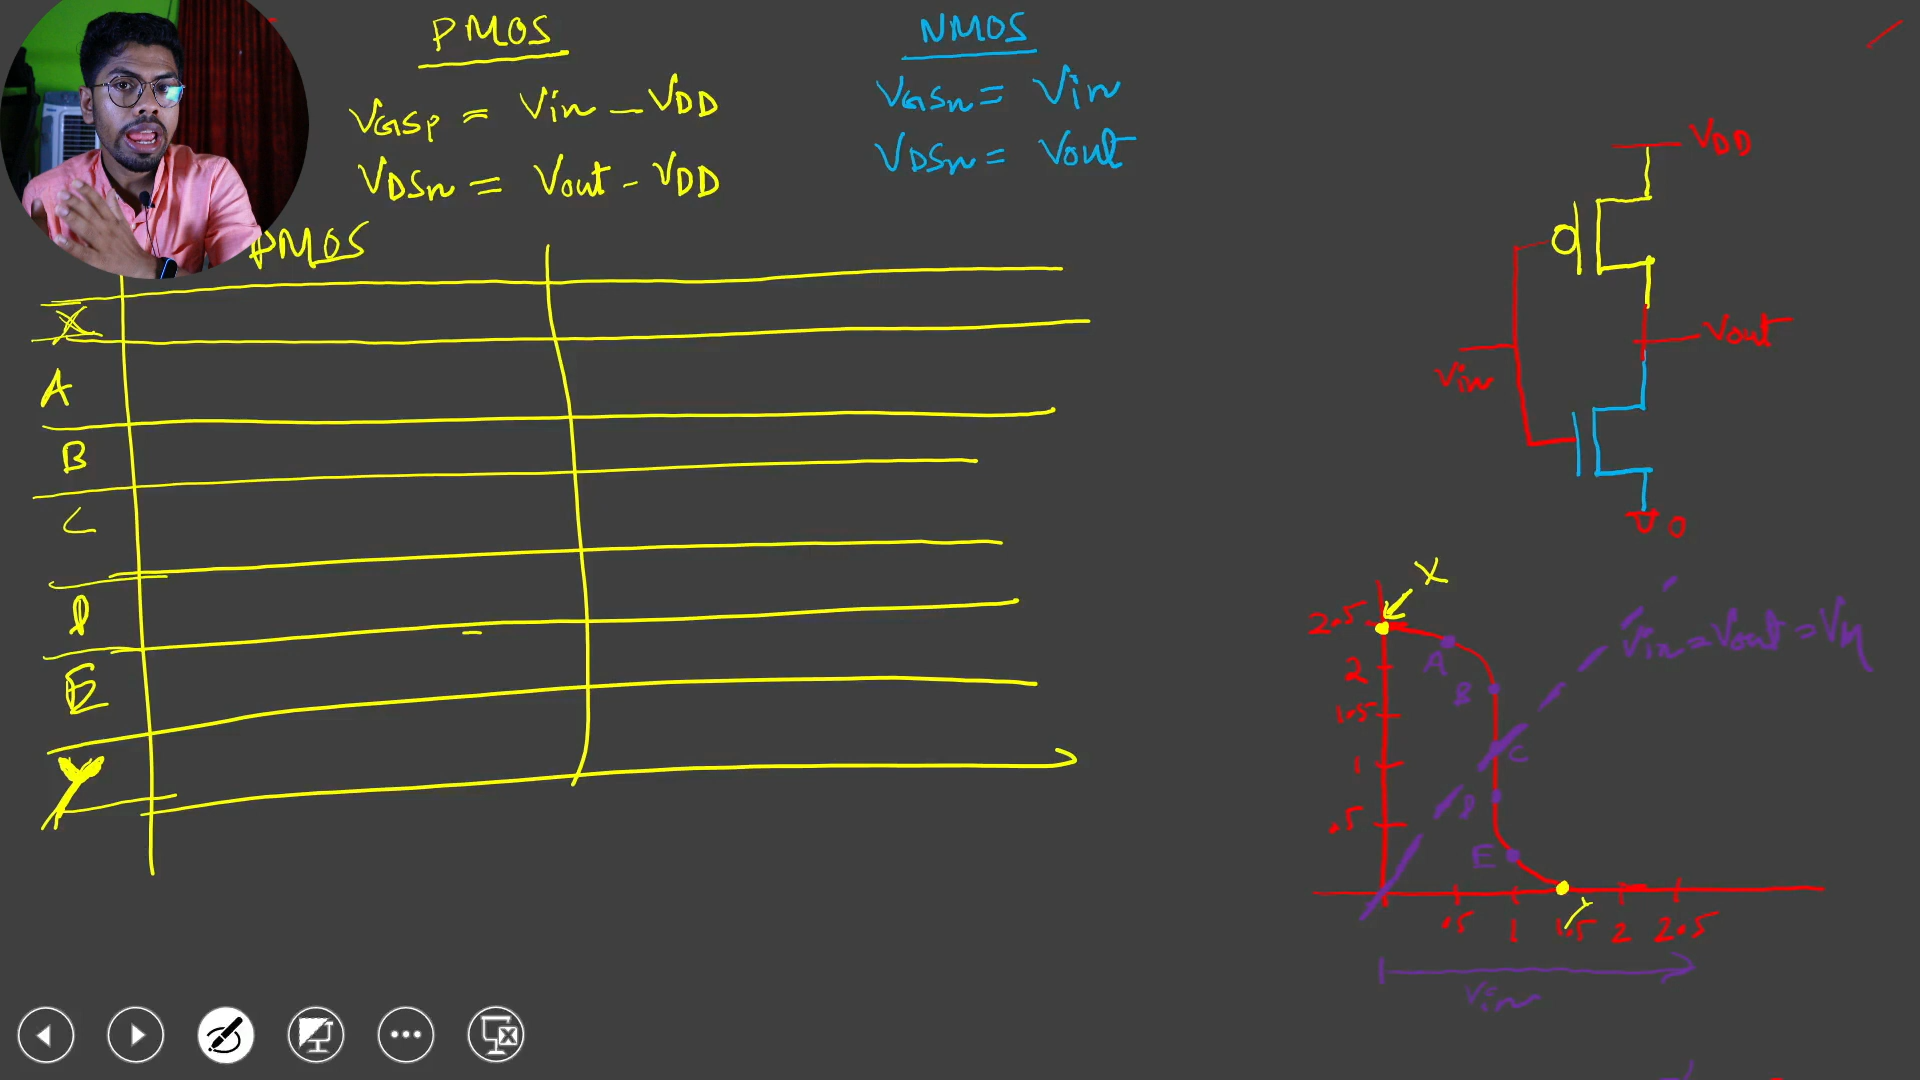 PMOS
VGSp = Vin - VDD
VDSn = Vout - VDD
NMOS
VGSn = Vin
VDSn = Vout
PMOS
X
A
B
C
D
E
Y
VDD
Vout
Vin
0
X
2.5
2
1.5
1
.5
A
B
C
D
E
Vin = Vout = VM
Y
.5 1 1.5 2 2.5
Vin